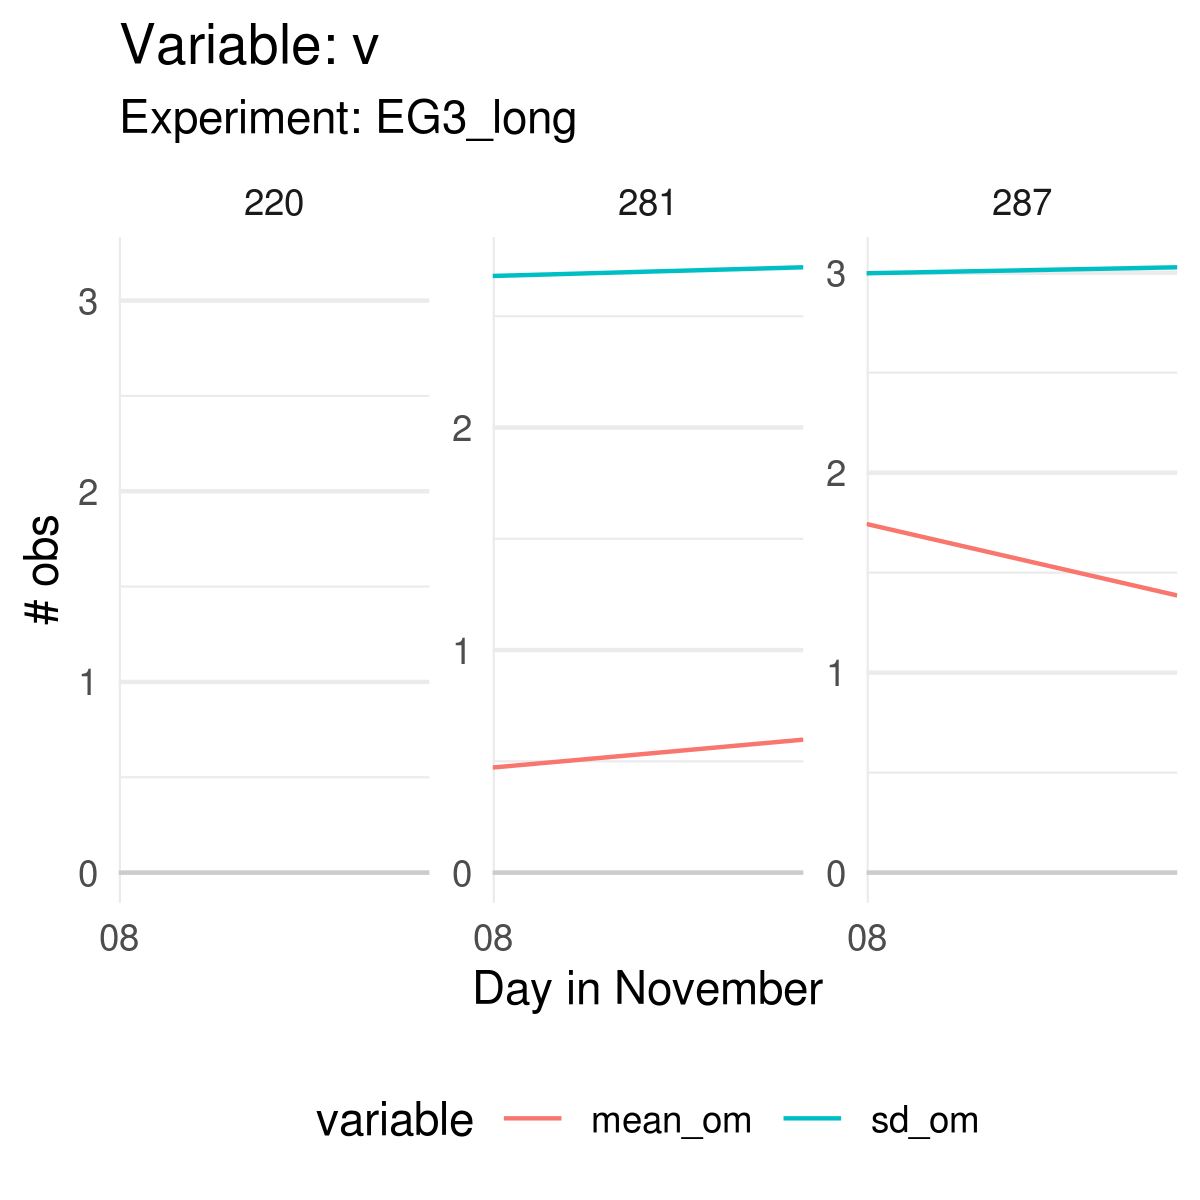 Variable: v
Experiment: EG3_long
220 281 287
3
2
1
0
2
1
0
3
2
1
0
# obs
08 08 08
Day in November
variable mean_om sd_om